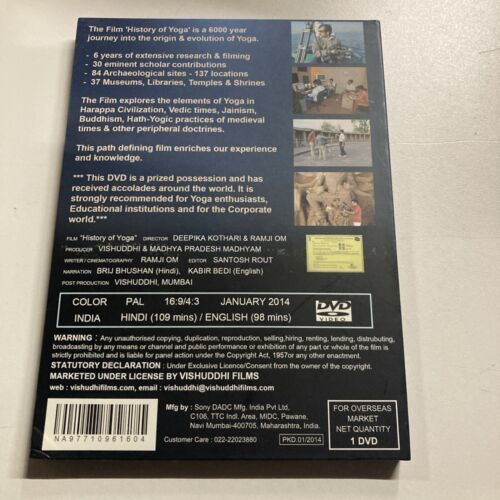 The Film 'History of Yoga' is a 6000 year
journey into the origin & evolution of Yoga.
- 6 years of extensive research & filming
- 30 eminent scholar contributions
- 84 Archaeological sites - 137 locations
- 37 Museums, Libraries, Temples & Shrines
The Film explores the elements of Yoga in
Harappa Civilization, Vedic times, Jainism,
Buddhism, Hath-Yogic practices of medieval
times & other peripheral doctrines.
This path defining film enriches our experience
and knowledge.
*** This DVD is a prized possession and has
received accolades around the world. It is
strongly recommended for Yoga enthusiasts,
Educational institutions and for the Corporate
world.***
FILM "History of Yoga" DIRECTOR DEEPIKA KOTHARI & RAMJI OM
PRODUCER VISHUDDHI & MADHYA PRADESH MADHYAM
WRITER / CINEMATOGRAPHY RAMJI OM EDITOR SANTOSH ROUT
NARRATION BRIJ BHUSHAN (Hindi), KABIR BEDI (English)
POST PRODUCTION VISHUDDHI, MUMBAI
COLOR PAL 16:9/4:3 JANUARY 2014
INDIA HINDI (109 mins) / ENGLISH (98 mins)
DVD
VIDEO
WARNING : Any unauthorised copying, duplication, reproduction, selling,hiring, renting, lending, distrubuting,
broadcasting by any means or channel and public performance or exhibition of any part or whole of the film is
strictly prohibited and is liable for panel action under the Copyright Act, 1957or any other enactment.
STATUTORY DECLARATION : Under Exclusive Licence/Consent from the owner of the copyright.
MARKETED UNDER LICENSE BY VISHUDDHI FILMS
web : vishudhifilms.com, email : vishuddhi@vishuddhifilms.com
NA97710961604
Mfg by : Sony DADC Mfg. India Pvt Ltd,
C106, TTC Indl. Area, MIDC, Pawane,
Navi Mumbai-400705, Maharashtra, India.
Customer Care : 022-22023880
PKD.01/2014
FOR OVERSEAS
MARKET
NET QUANTITY
1 DVD